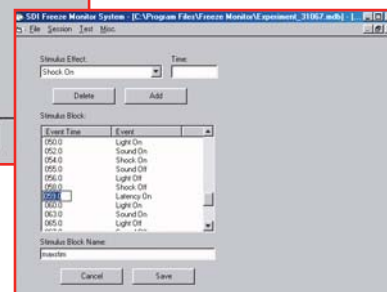 SDI Freeze Monitor System - [C:\Program Files\Freeze Monitor\Experiment_31067.mdb] - [...
File Session Test Misc.
Stimulus Effect: Time:
Shock On
Delete Add
Stimulus Block:
Event Time Event
050.0 Light On
052.0 Sound On
054.0 Shock On
055.0 Sound Off
056.0 Light Off
058.0 Shock Off
059.0 Latency On
060.0 Light On
063.0 Sound On
065.0 Light Off
Stimulus Block Name:
maxstim
Cancel Save